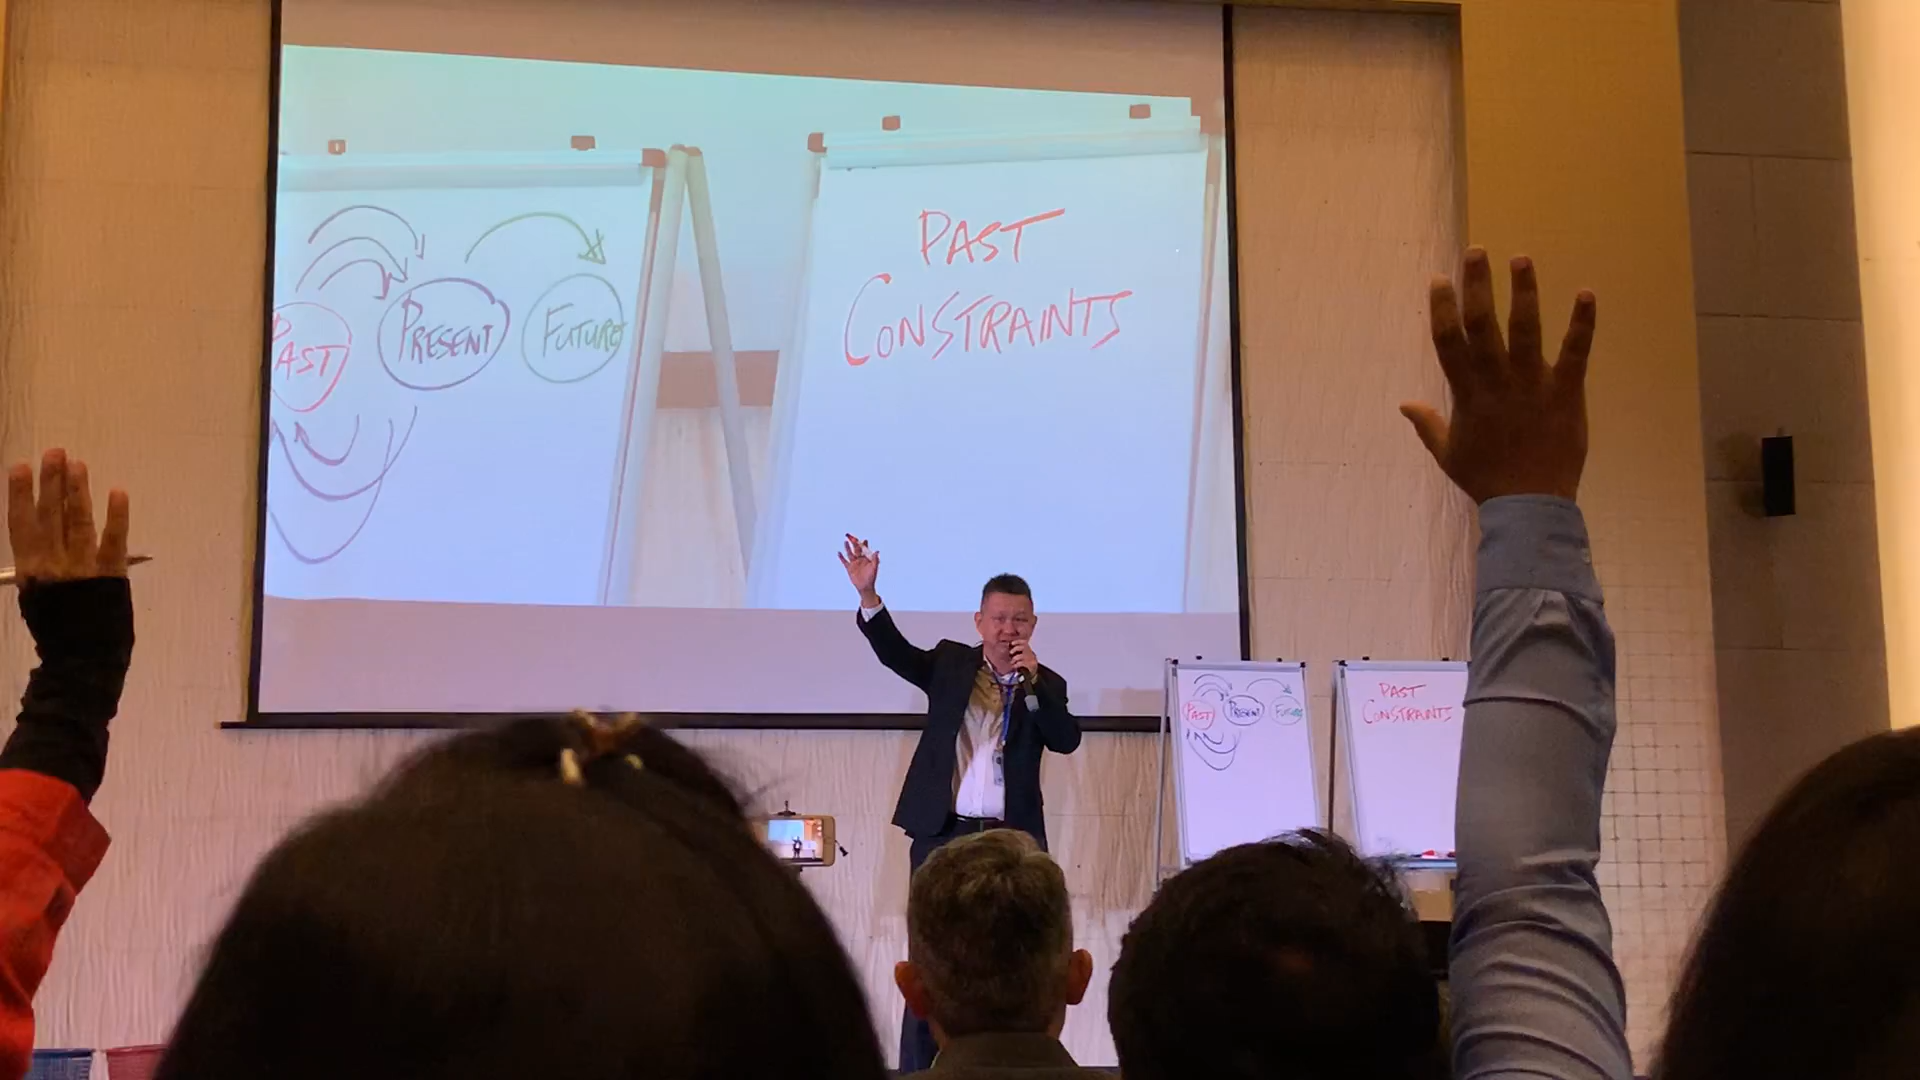 PAST
PRESENT
FUTURE
PAST
CONSTRAINTS
PAST
PRESENT
FUTURE
PAST
CONSTRAINTS